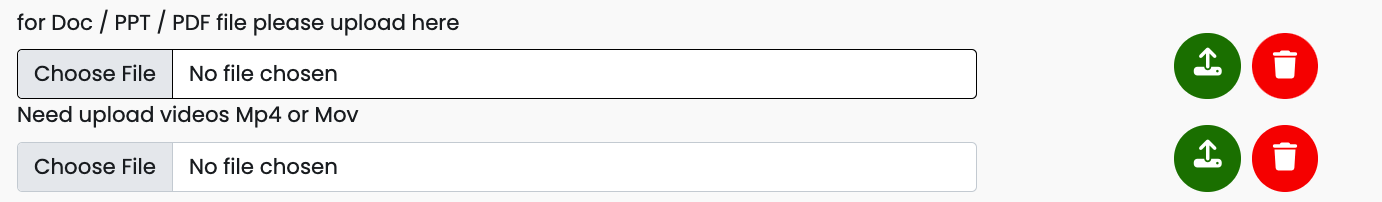 for Doc / PPT / PDF file please upload here
Choose File No file chosen
Need upload videos Mp4 or Mov
Choose File No file chosen